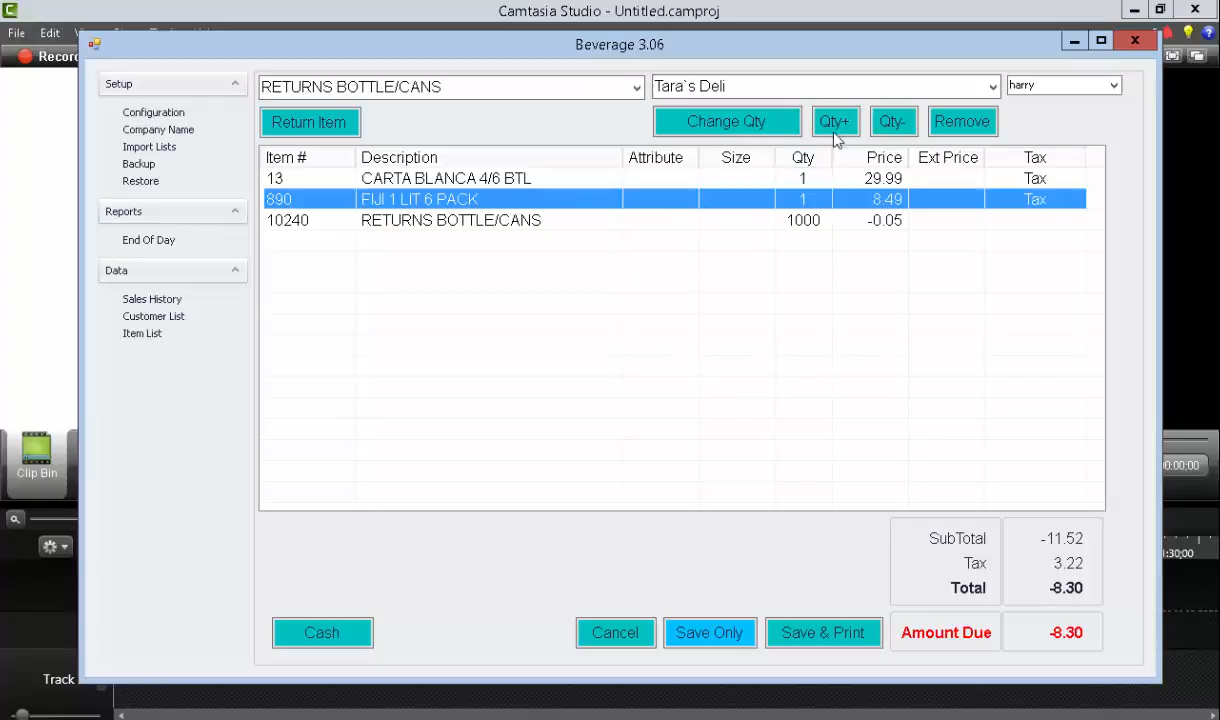 Camtasia Studio - Untitled.camproj
File Edit
Record
Beverage 3.06
Setup
Configuration
Company Name
Import Lists
Backup
Restore
Reports
End Of Day
Data
Sales History
Customer List
Item List
RETURNS BOTTLE/CANS Tara`s Deli harry
Return Item Change Qty Qty+ Qty- Remove
Item # Description Attribute Size Qty Price Ext Price Tax
13 CARTA BLANCA 4/6 BTL 1 29.99 Tax
890 FIJI 1 LIT 6 PACK 1 8.49 Tax
10240 RETURNS BOTTLE/CANS 1000 -0.05
SubTotal -11.52
Tax 3.22
Total -8.30
Cash Cancel Save Only Save & Print Amount Due -8.30
Clip Bin
0:00;00
:30;00
Track